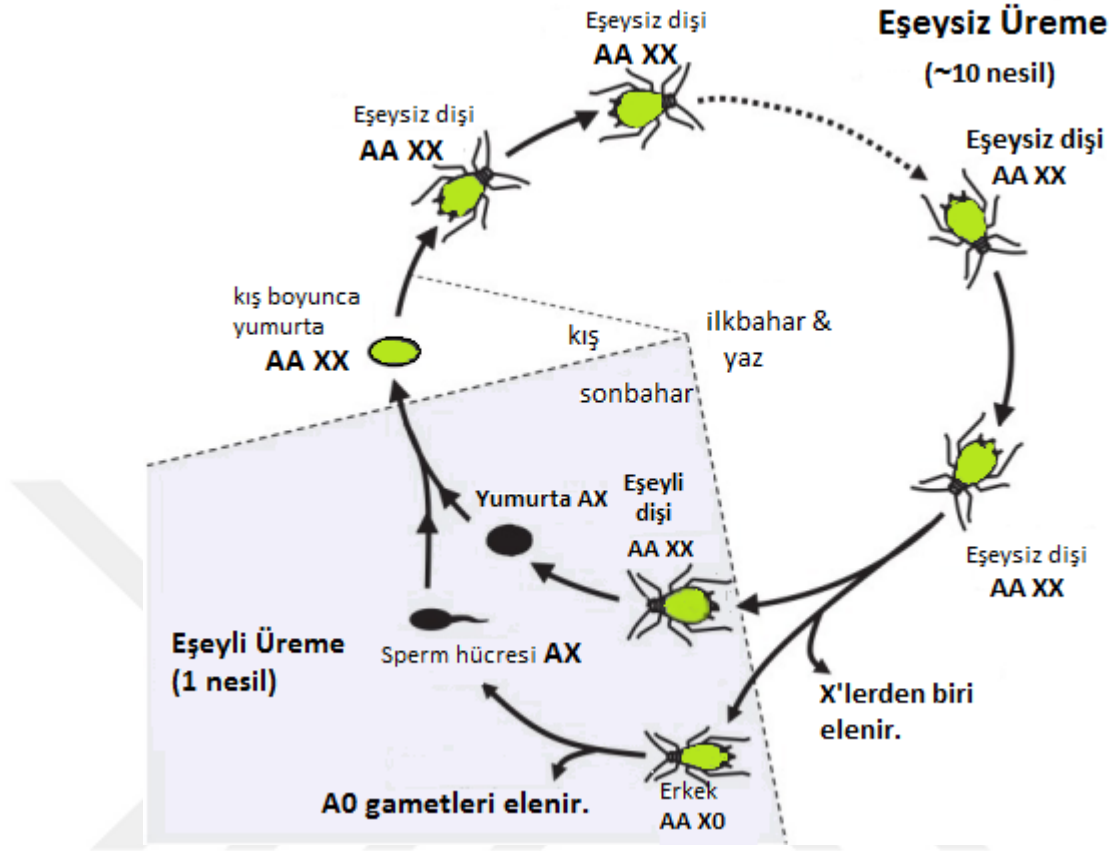 Eşeysiz Üreme
(~10 nesil)
Eşeysiz dişi
AA XX
Eşeysiz dişi
AA XX
Eşeysiz dişi
AA XX
kış boyunca
yumurta
AA XX
kış
ilkbahar &
yaz
sonbahar
Yumurta AX
Eşeyli
dişi
AA XX
Eşeysiz dişi
AA XX
Eşeyli Üreme
(1 nesil)
Sperm hücresi AX
X'lerden biri
elenir.
A0 gametleri elenir.
Erkek
AA X0